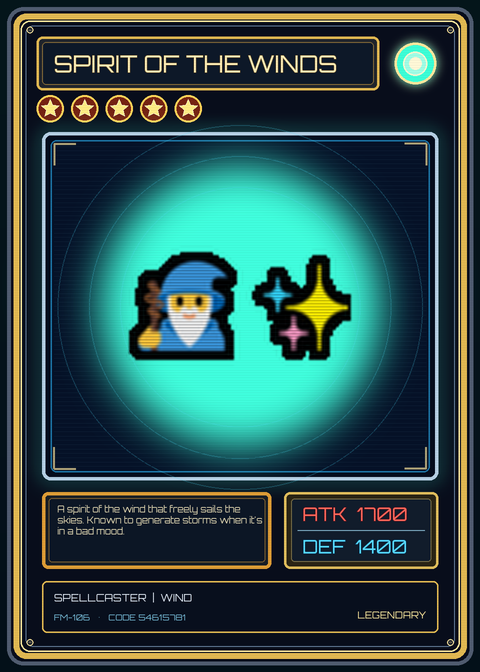 SPIRIT OF THE WINDS
A spirit of the wind that freely sails the
skies. Known to generate storms when it's
in a bad mood.
ATK 1700
DEF 1400
SPELLCASTER | WIND
FM-106 · CODE 54615781
LEGENDARY